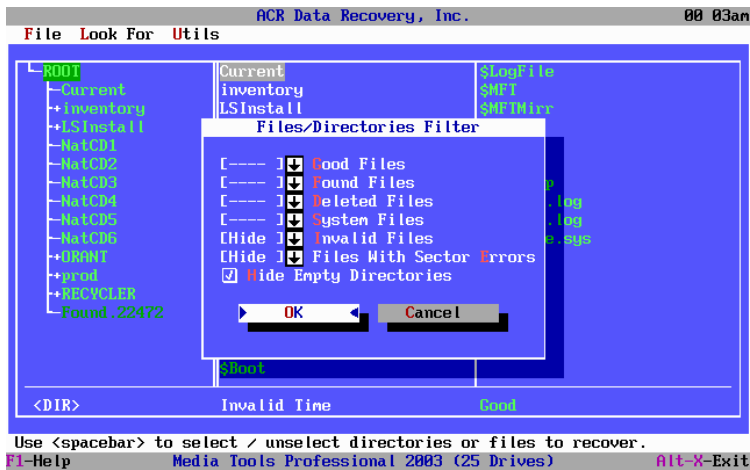 ACR Data Recovery, Inc. 00 03am
File Look For Utils
ROOT Current $LogFile
Current inventory $MFT
+inventory LSInstall $MFTMirr
+LSInstall Files/Directories Filter
NatCD1
NatCD2 [---- ] Good Files
NatCD3 [---- ] Found Files p
NatCD4 [---- ] Deleted Files .log
NatCD5 [---- ] System Files .log
NatCD6 [Hide ] Invalid Files e.sys
+ORANT [Hide ] Files With Sector Errors
+prod Hide Empty Directories
+RECYCLER
Found.22472 OK Cancel
$Boot
<DIR> Invalid Time Good
Use <spacebar> to select / unselect directories or files to recover.
F1-Help Media Tools Professional 2003 (25 Drives) Alt-X-Exit